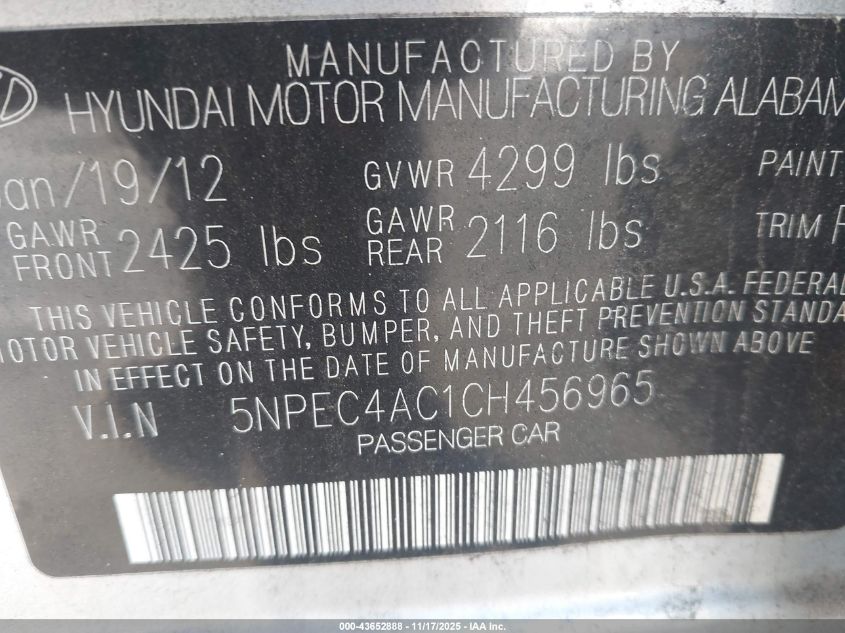 MANUFACTURED BY
HYUNDAI MOTOR MANUFACTURING ALABAM
Jan/19/12 GVWR 4299 lbs PAINT
GAWR FRONT 2425 lbs GAWR REAR 2116 lbs TRIM
THIS VEHICLE CONFORMS TO ALL APPLICABLE U.S.A. FEDERAL
MOTOR VEHICLE SAFETY, BUMPER, AND THEFT PREVENTION STANDA
IN EFFECT ON THE DATE OF MANUFACTURE SHOWN ABOVE
V.I.N 5NPEC4AC1CH456965
PASSENGER CAR
000-43652888 - 11/17/2025 - IAA Inc.